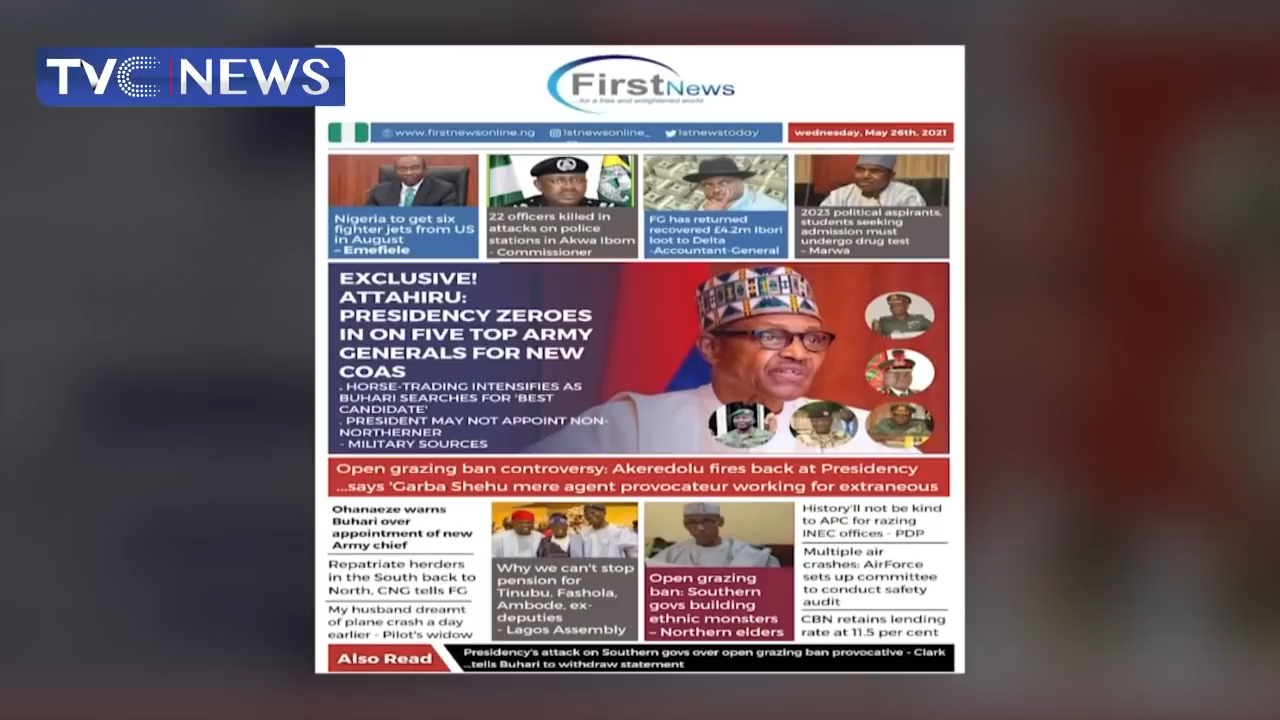 TVC NEWS
FirstNews
...for a free and enlightened world
www.firstnewsonline.ng 1stnewsonline_ 1stnewstoday
wednesday, May 26th, 2021
Nigeria to get six
fighter jets from US
in August
– Emefiele
22 officers killed in
attacks on police
stations in Akwa Ibom
- Commissioner
FG has returned
recovered £4.2m Ibori
loot to Delta
-Accountant-General
2023 political aspirants,
students seeking
admission must
undergo drug test
– Marwa
EXCLUSIVE!
ATTAHIRU:
PRESIDENCY ZEROES
IN ON FIVE TOP ARMY
GENERALS FOR NEW
COAS
. HORSE-TRADING INTENSIFIES AS
BUHARI SEARCHES FOR 'BEST
CANDIDATE'
. PRESIDENT MAY NOT APPOINT NON-
NORTHERNER
- MILITARY SOURCES
Open grazing ban controversy: Akeredolu fires back at Presidency
...says 'Garba Shehu mere agent provocateur working for extraneous
Ohanaeze warns
Buhari over
appointment of new
Army chief
Repatriate herders
in the South back to
North, CNG tells FG
My husband dreamt
of plane crash a day
earlier - Pilot's widow
Why we can't stop
pension for
Tinubu, Fashola,
Ambode, ex-
deputies
- Lagos Assembly
Open grazing
ban: Southern
govs building
ethnic monsters
– Northern elders
History'll not be kind
to APC for razing
INEC offices - PDP
Multiple air
crashes: AirForce
sets up committee
to conduct safety
audit
CBN retains lending
rate at 11.5 per cent
Also Read
Presidency's attack on Southern govs over open grazing ban provocative - Clark
...tells Buhari to withdraw statement